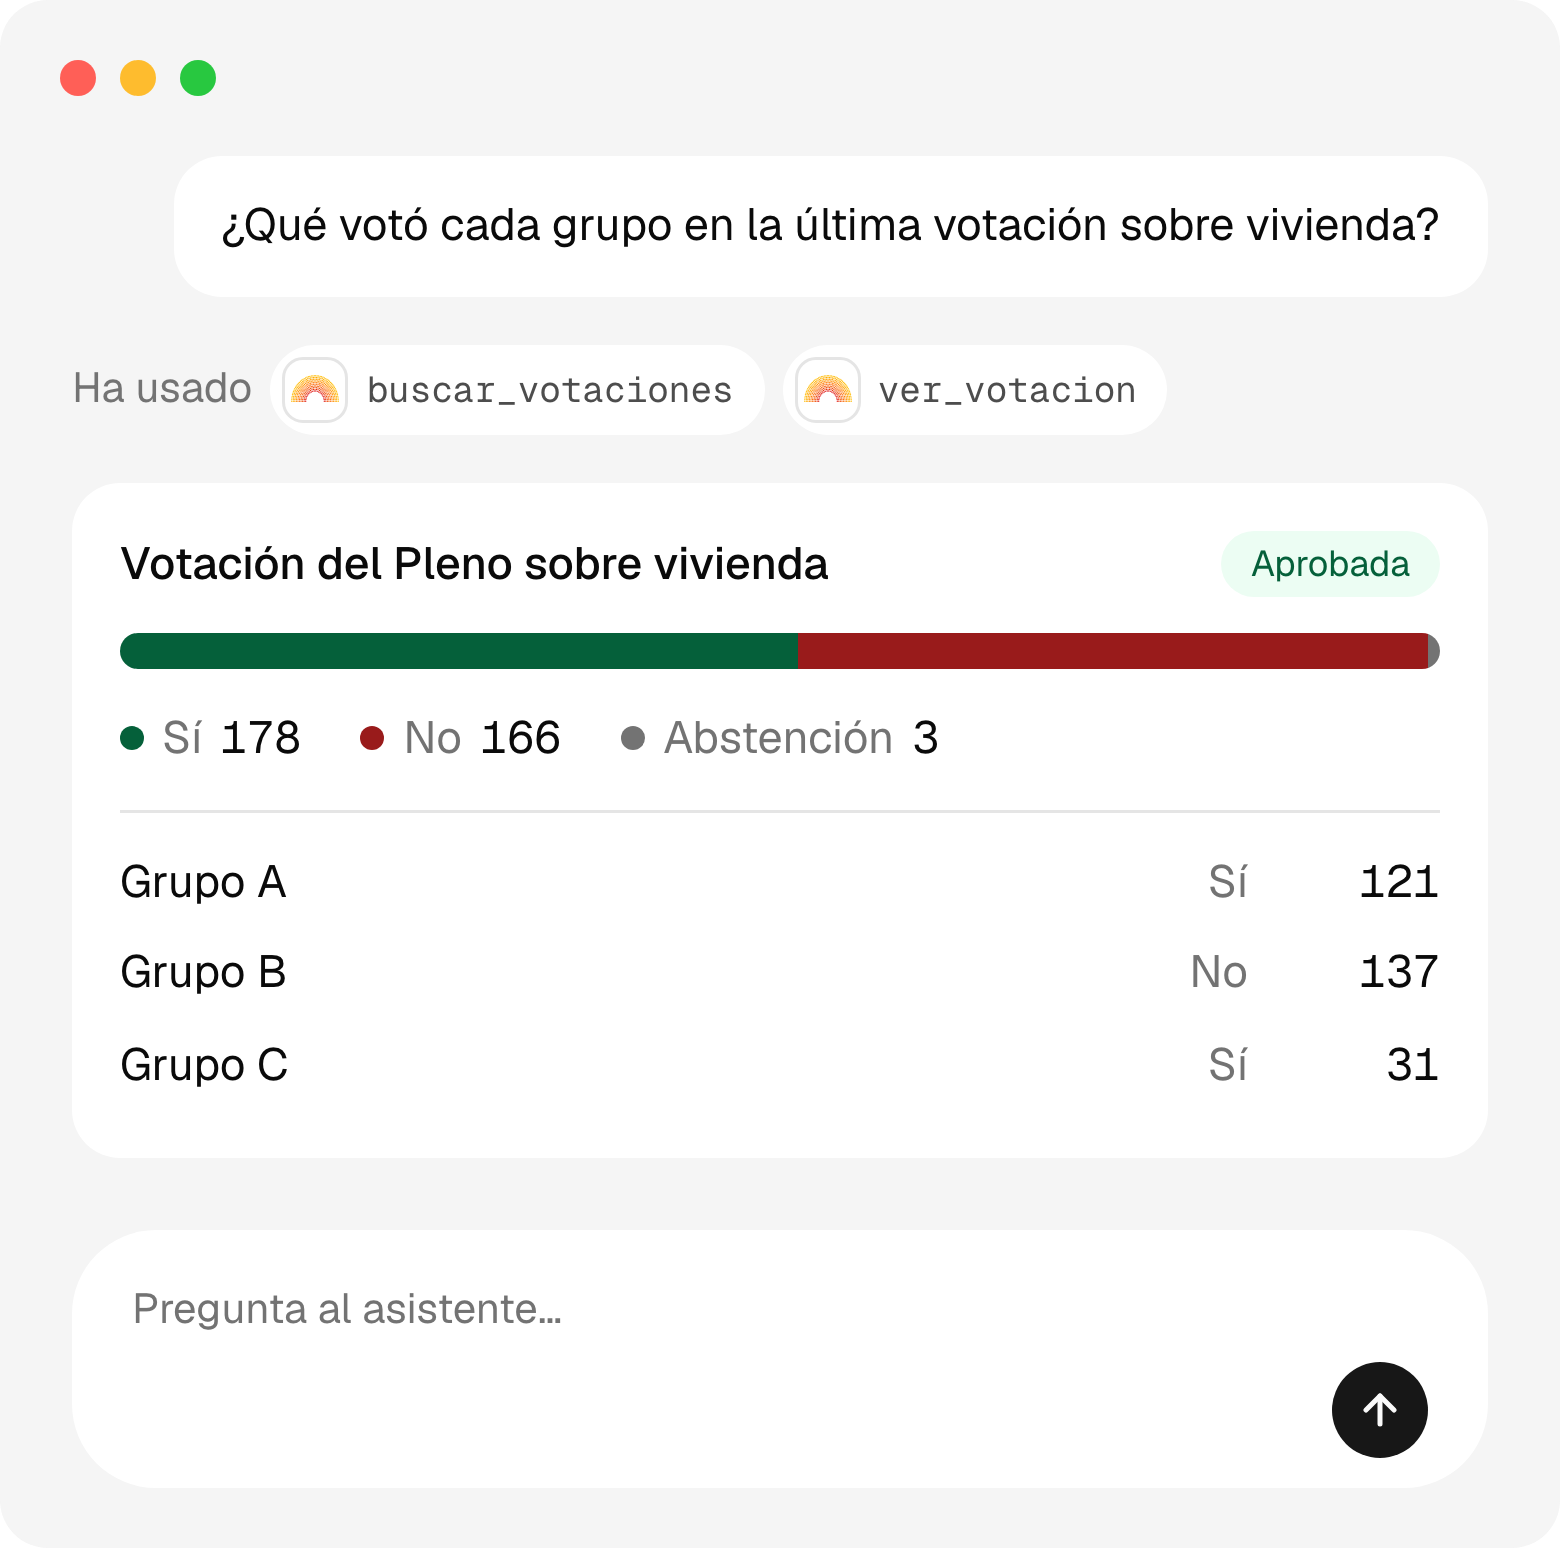 ¿Qué votó cada grupo en la última votación sobre vivienda?
Ha usado buscar_votaciones ver_votacion
Votación del Pleno sobre vivienda Aprobada
Sí 178 No 166 Abstención 3
Grupo A Sí 121
Grupo B No 137
Grupo C Sí 31
Pregunta al asistente…